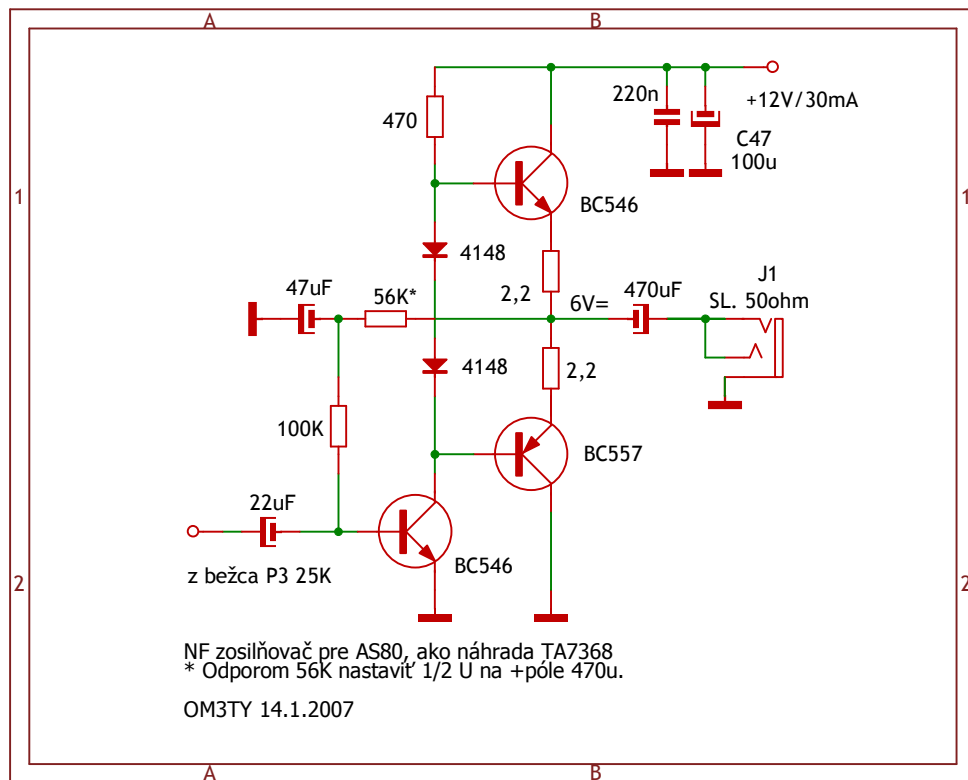 A
B
220n
+12V/30mA
470
C47
100u
1
1
BC546
4148
J1
47uF
56K*
2,2
6V=
470uF
SL. 50ohm
4148
2,2
100K
BC557
22uF
BC546
z bežca P3 25K
2
2
NF zosilňovač pre AS80, ako náhrada TA7368
* Odporom 56K nastaviť 1/2 U na +póle 470u.
OM3TY 14.1.2007
A
B